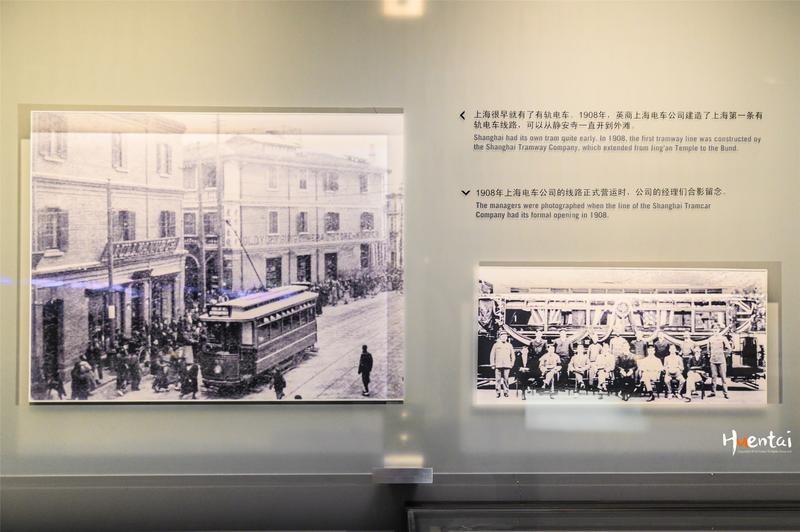 上海很早就有了有轨电车。1908年，英商上海电车公司建造了上海第一条有
轨电车线路，可以从静安寺一直开到外滩。
Shanghai had its own tram quite early. In 1908, the first tramway line was constructed by
the Shanghai Tramway Company, which extended from Jing'an Temple to the Bund.
1908年上海电车公司的线路正式营运时，公司的经理们合影留念。
The managers were photographed when the line of the Shanghai Tramcar
Company had its formal opening in 1908.
Huentai